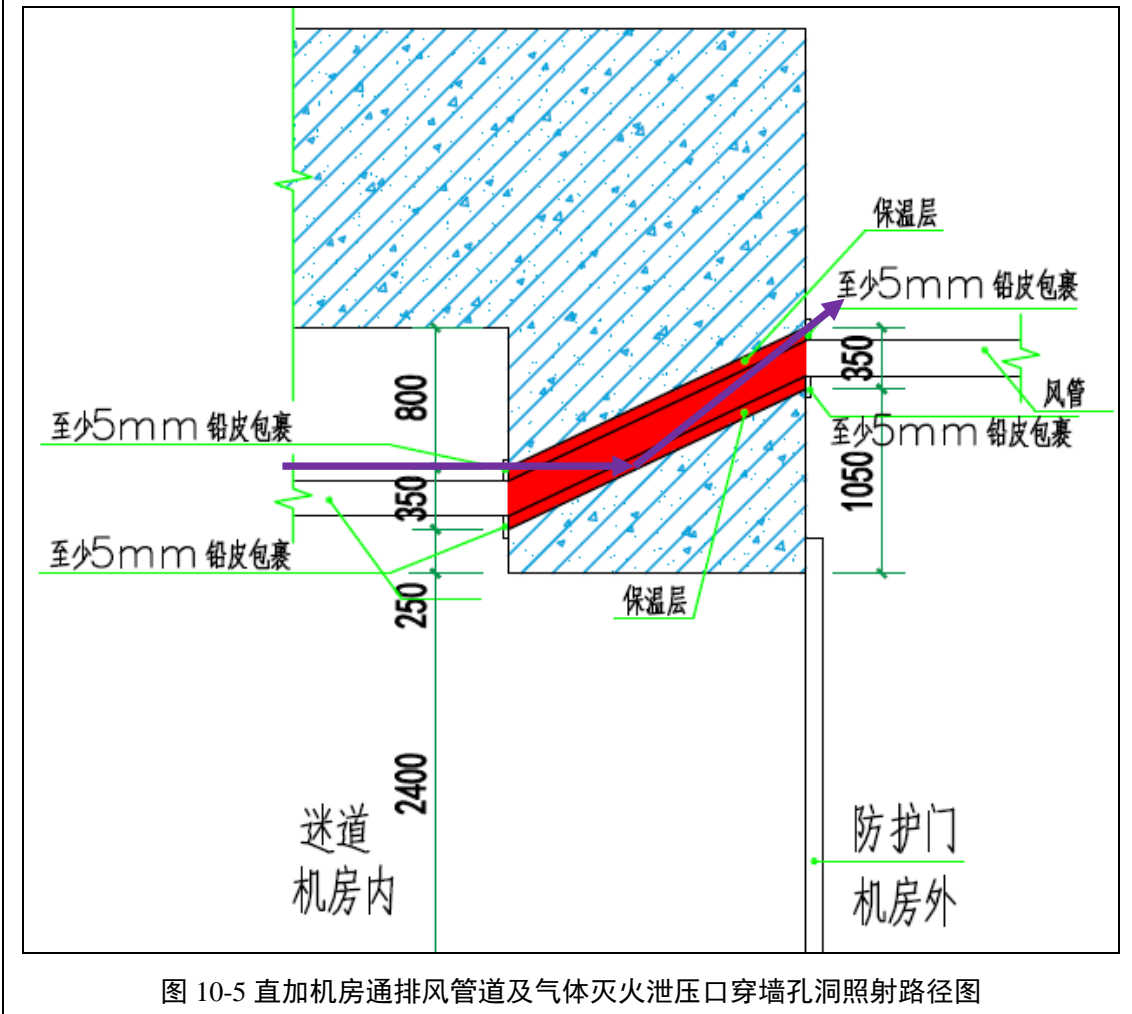 保温层
至少5mm 铅皮包裹
350
风管
800
至少5mm 铅皮包裹
至少5mm 铅皮包裹
1050
350
至少5mm 铅皮包裹
250
保温层
2400
迷道
机房内
防护门
机房外
图 10-5 直加机房通排风管道及气体灭火泄压口穿墙孔洞照射路径图